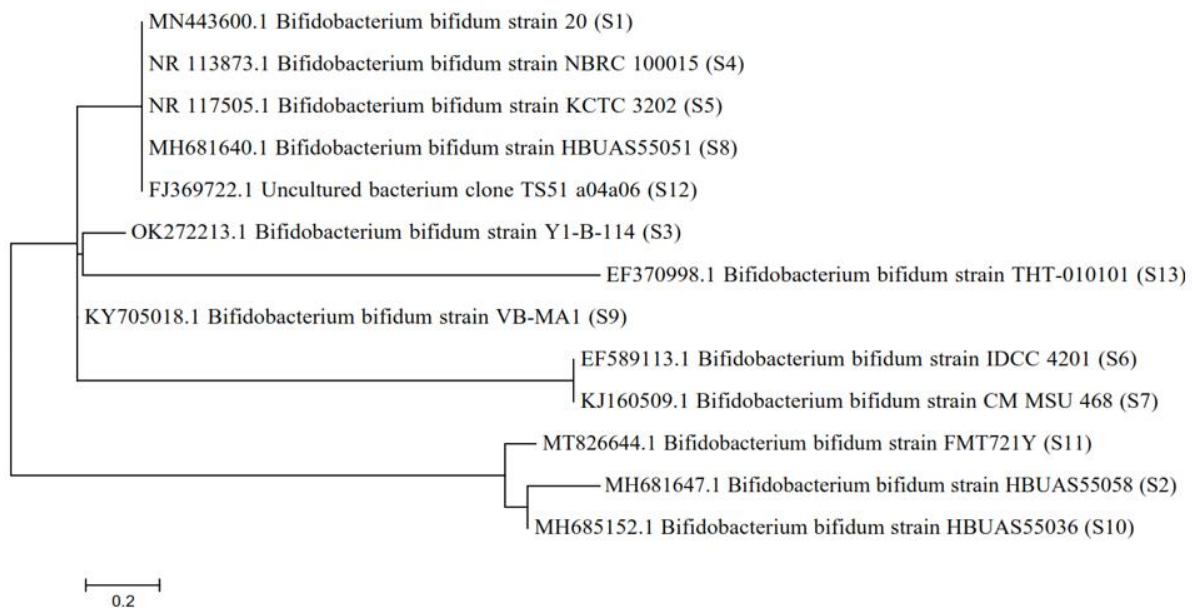 MN443600.1 Bifidobacterium bifidum strain 20 (S1)
NR 113873.1 Bifidobacterium bifidum strain NBRC 100015 (S4)
NR 117505.1 Bifidobacterium bifidum strain KCTC 3202 (S5)
MH681640.1 Bifidobacterium bifidum strain HBUAS55051 (S8)
FJ369722.1 Uncultured bacterium clone TS51 a04a06 (S12)
OK272213.1 Bifidobacterium bifidum strain Y1-B-114 (S3)
EF370998.1 Bifidobacterium bifidum strain THT-010101 (S13)
KY705018.1 Bifidobacterium bifidum strain VB-MA1 (S9)
EF589113.1 Bifidobacterium bifidum strain IDCC 4201 (S6)
KJ160509.1 Bifidobacterium bifidum strain CM MSU 468 (S7)
MT826644.1 Bifidobacterium bifidum strain FMT721Y (S11)
MH681647.1 Bifidobacterium bifidum strain HBUAS55058 (S2)
MH685152.1 Bifidobacterium bifidum strain HBUAS55036 (S10)
0.2